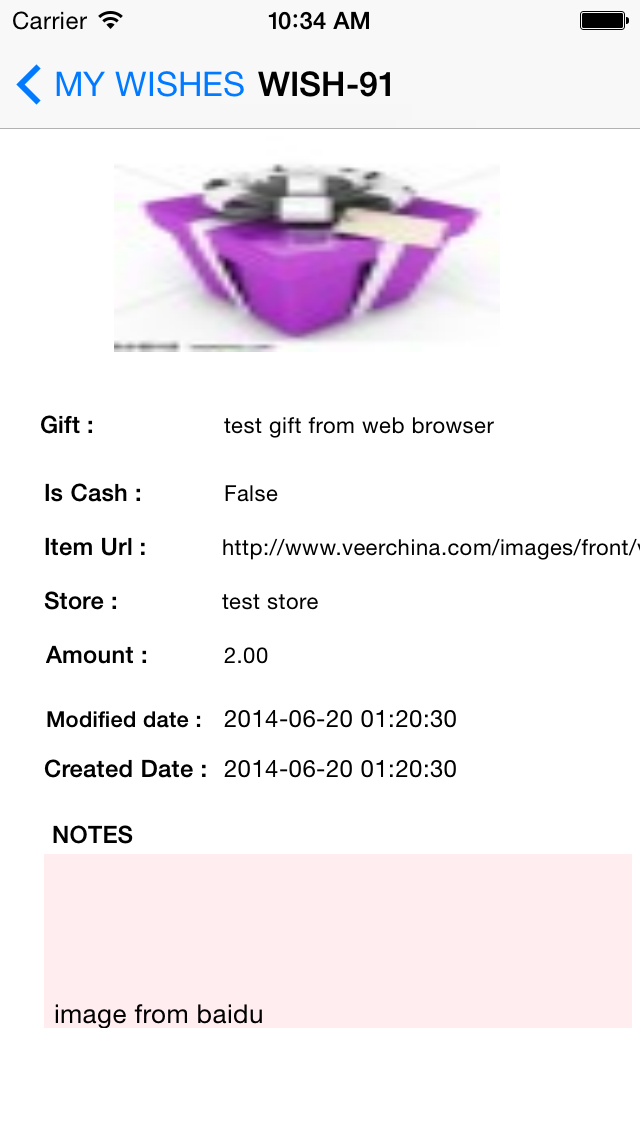 Carrier 10:34 AM
MY WISHES WISH-91
Gift : test gift from web browser
Is Cash : False
Item Url : http://www.veerchina.com/images/front/
Store : test store
Amount : 2.00
Modified date : 2014-06-20 01:20:30
Created Date : 2014-06-20 01:20:30
NOTES
image from baidu